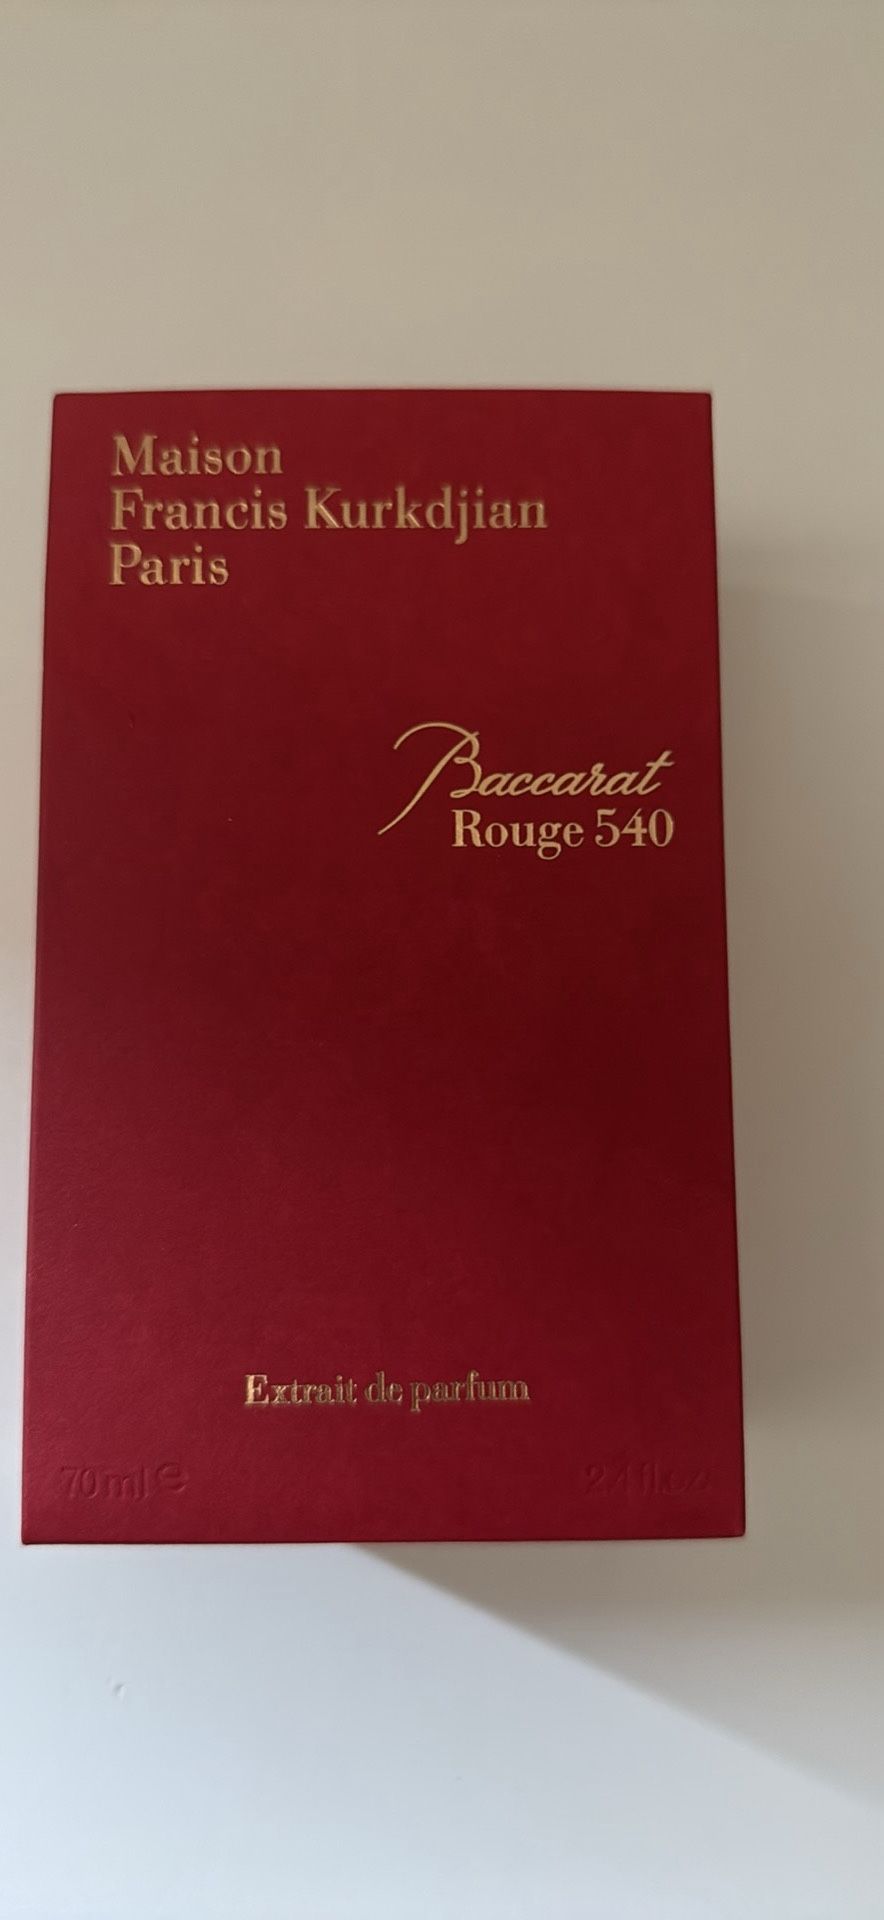 Maison
Francis Kurkdjian
Paris
Baccarat
Rouge 540
Extrait de parfum
70 ml ℮ 2.4 fl.oz